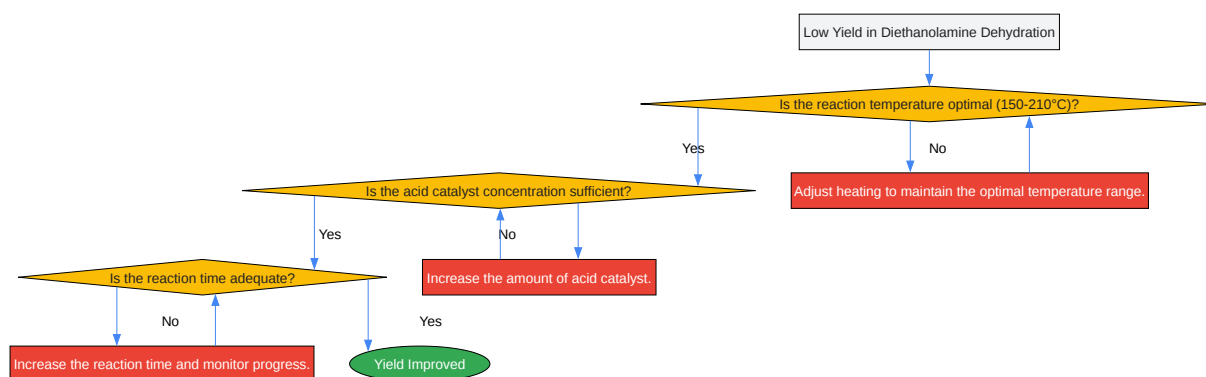 Low Yield in Diethanolamine Dehydration
Is the reaction temperature optimal (150-210°C)?
Yes
No
Is the acid catalyst concentration sufficient?
Adjust heating to maintain the optimal temperature range.
Yes
No
Is the reaction time adequate?
Increase the amount of acid catalyst.
No
Yes
Increase the reaction time and monitor progress.
Yield Improved